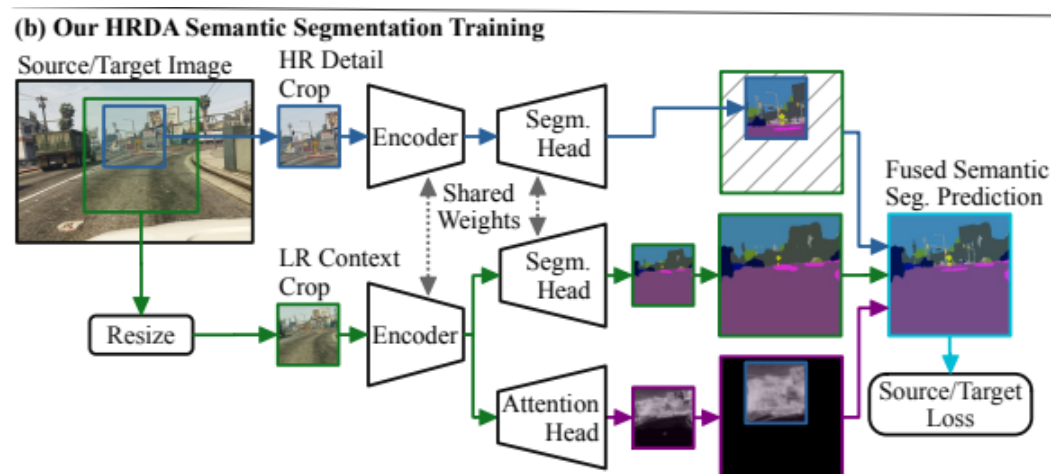 (b) Our HRDA Semantic Segmentation Training
Source/Target Image
HR Detail
Crop
Encoder
Segm.
Head
Shared
Weights
Fused Semantic
Seg. Prediction
LR Context
Crop
Resize
Encoder
Segm.
Head
Attention
Head
Source/Target
Loss